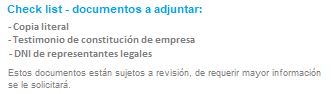 Check list - documentos a adjuntar:
- Copia literal
- Testimonio de constitución de empresa
- DNI de representantes legales
Estos documentos están sujetos a revisión, de requerir mayor información
se le solicitará.